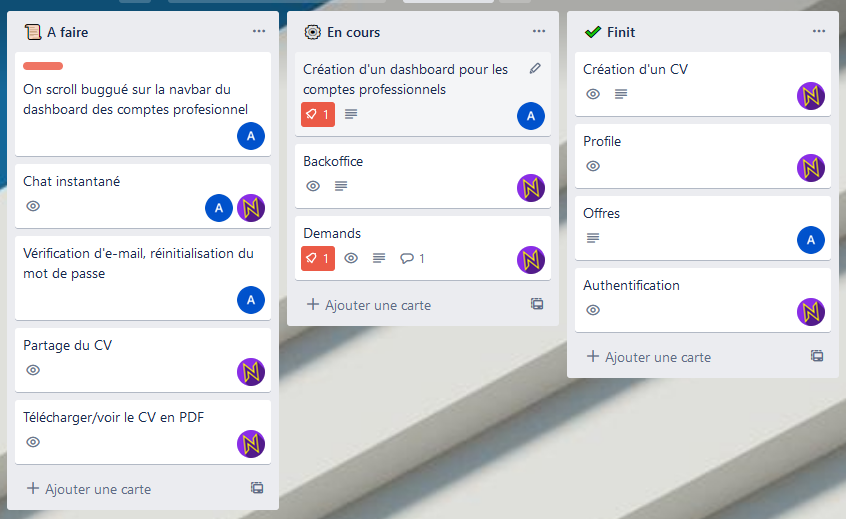 A faire
On scroll buggué sur la navbar du
dashboard des comptes profesionnel
A
Chat instantané
A N
Vérification d'e-mail, réinitialisation du
mot de passe
A
Partage du CV
N
Télécharger/voir le CV en PDF
N
+ Ajouter une carte
En cours
Création d'un dashboard pour les
comptes professionnels
1
A
Backoffice
N
Demands
1 1
N
+ Ajouter une carte
Finit
Création d'un CV
N
Profile
N
Offres
A
Authentification
N
+ Ajouter une carte